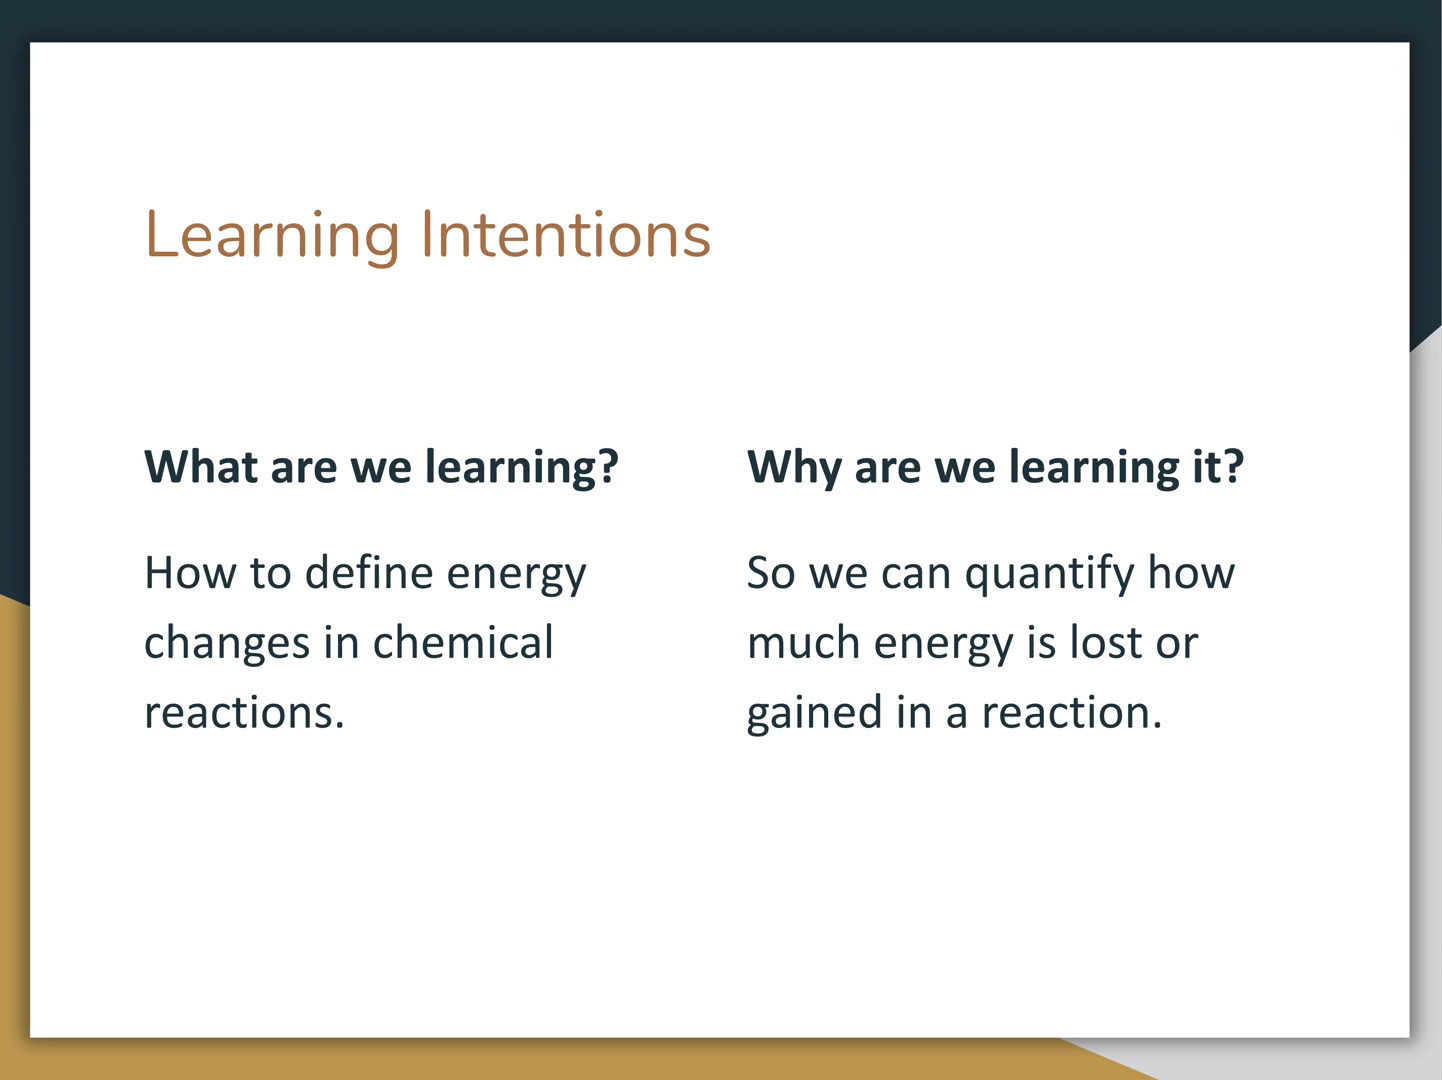 Learning Intentions
What are we learning?
How to define energy
changes in chemical
reactions.
Why are we learning it?
So we can quantify how
much energy is lost or
gained in a reaction.